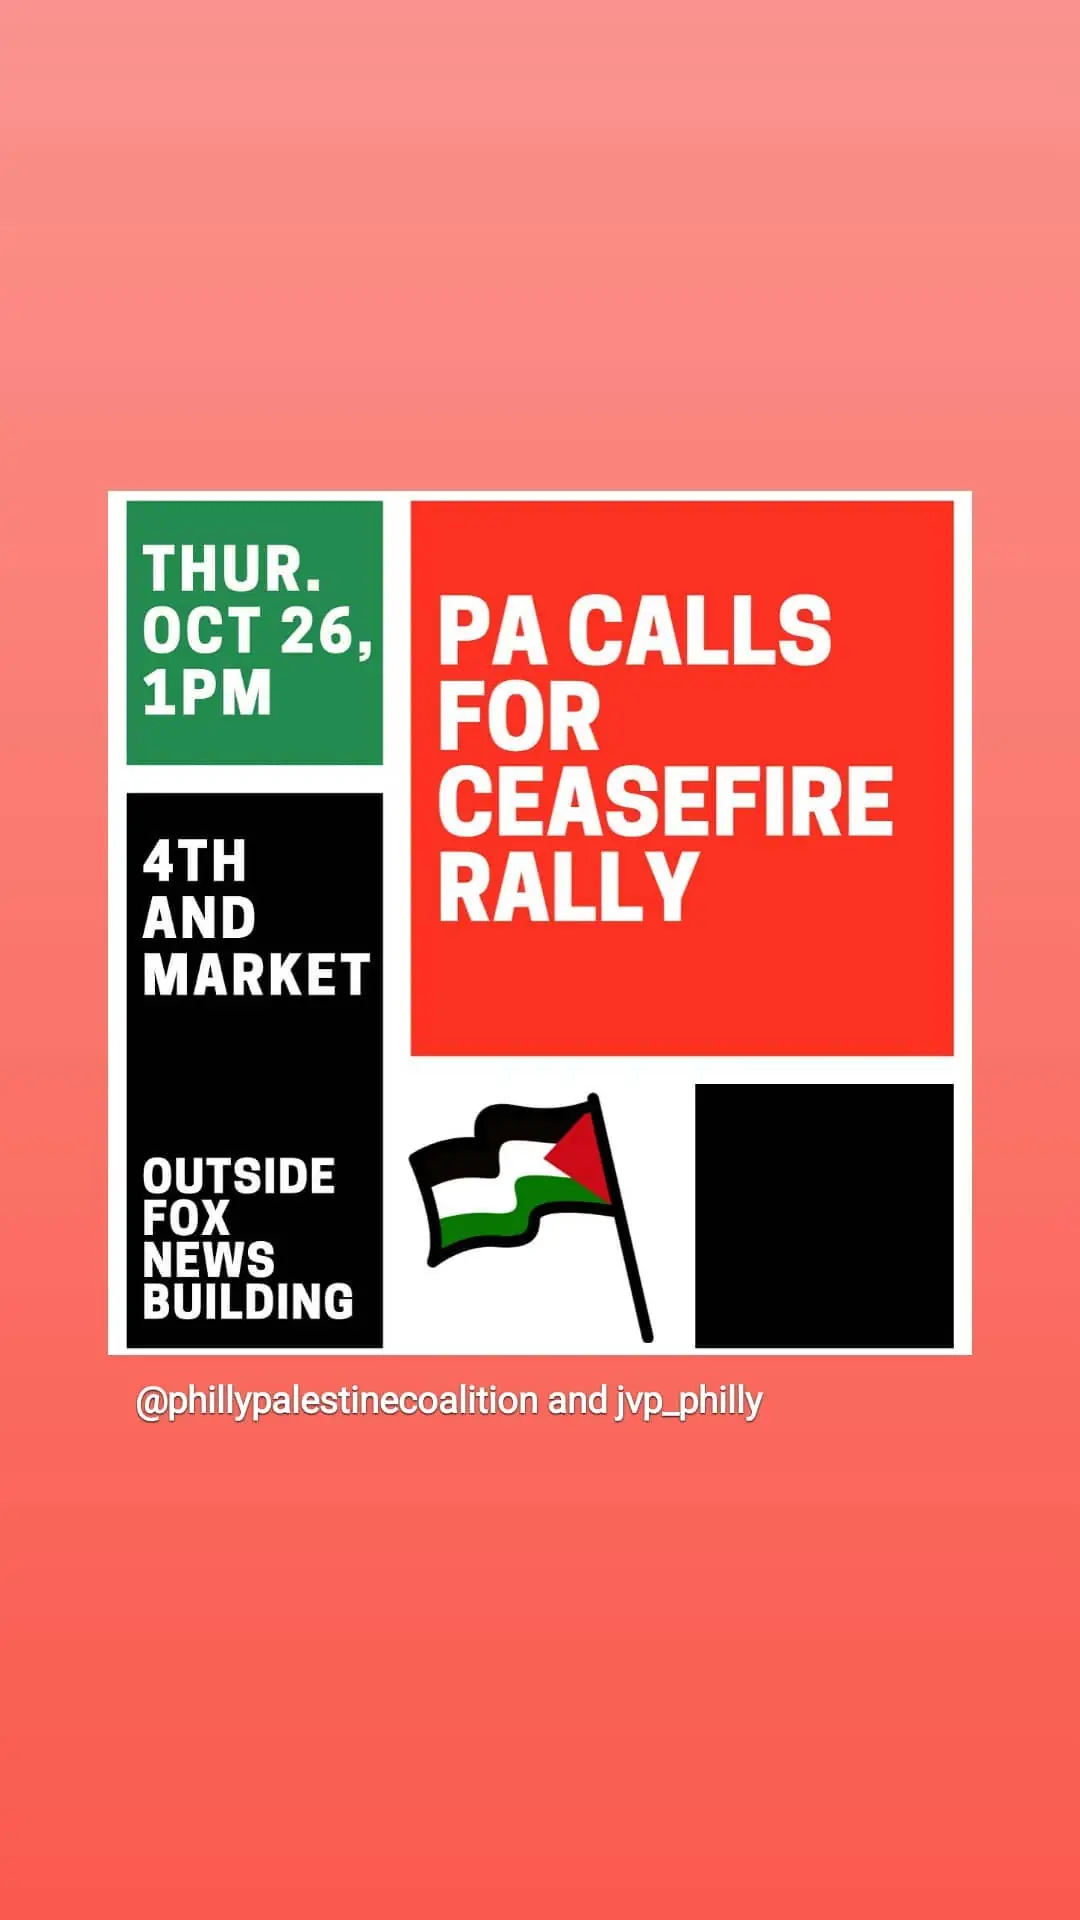 THUR.
OCT 26,
1PM
PA CALLS
FOR
CEASEFIRE
RALLY
4TH
AND
MARKET
OUTSIDE
FOX
NEWS
BUILDING
@phillypalestinecoalition and jvp_philly